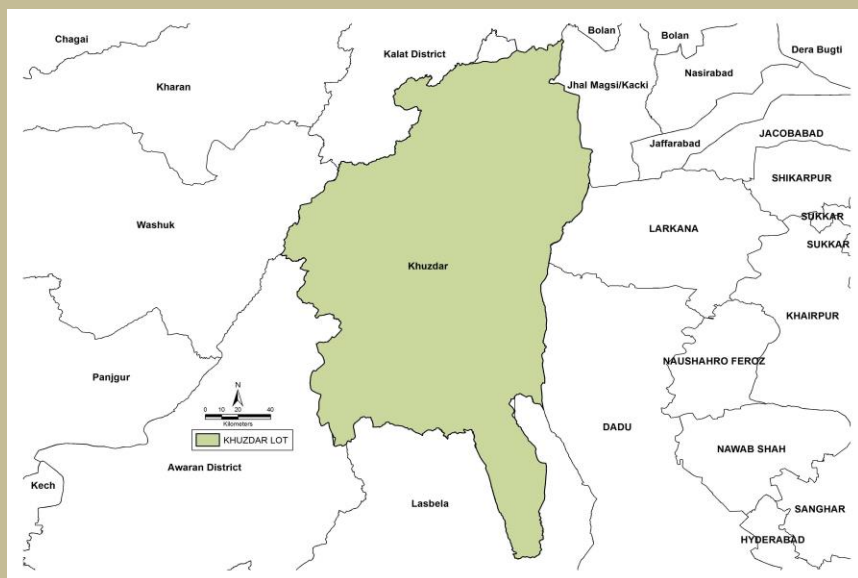 Chagai
Kalat District
Bolan
Bolan
Dera Bugti
Kharan
Jhal Magsi/Kacki
Nasirabad
Jaffarabad
JACOBABAD
SHIKARPUR
Washuk
LARKANA
SUKKAR
SUKKAR
Khuzdar
KHAIRPUR
NAUSHAHRO FEROZ
Panjgur
N
0 10 20 40
Kilometers
KHUZDAR LOT
DADU
NAWAB SHAH
Awaran District
Kech
Lasbela
SANGHAR
HYDERABAD